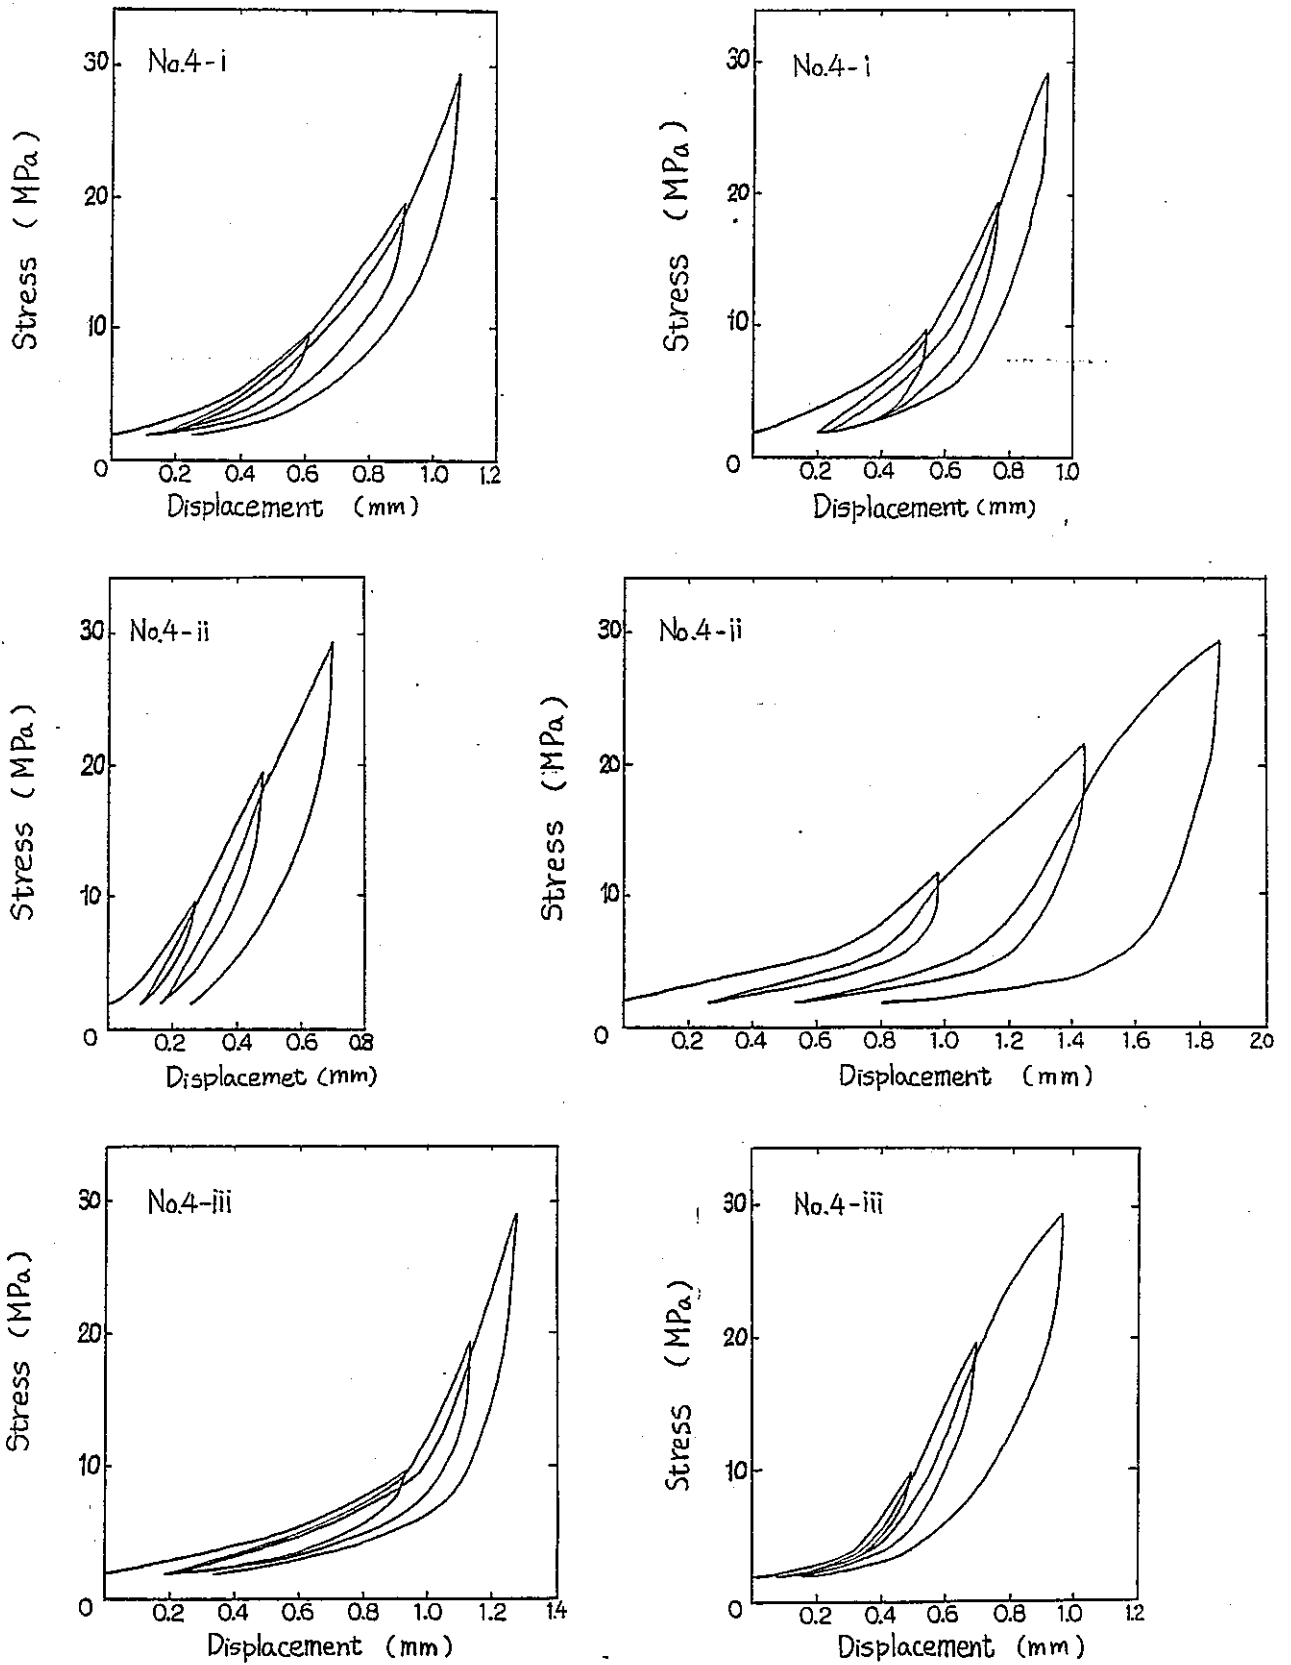 No.4-i
Stress (MPa)
30
20
10
0
0.2 0.4 0.6 0.8 1.0 1.2
Displacement (mm)
No.4-i
Stress (MPa)
30
20
10
0
0.2 0.4 0.6 0.8 1.0
Displacement (mm)
No.4-ii
Stress (MPa)
30
20
10
0
0.2 0.4 0.6 0.8
Displacemet (mm)
No.4-ii
Stress (MPa)
30
20
10
0
0.2 0.4 0.6 0.8 1.0 1.2 1.4 1.6 1.8 2.0
Displacement (mm)
No.4-iii
Stress (MPa)
30
20
10
0
0.2 0.4 0.6 0.8 1.0 1.2 1.4
Displacement (mm)
No.4-iii
Stress (MPa)
30
20
10
0
0.2 0.4 0.6 0.8 1.0 1.2
Displacement (mm)